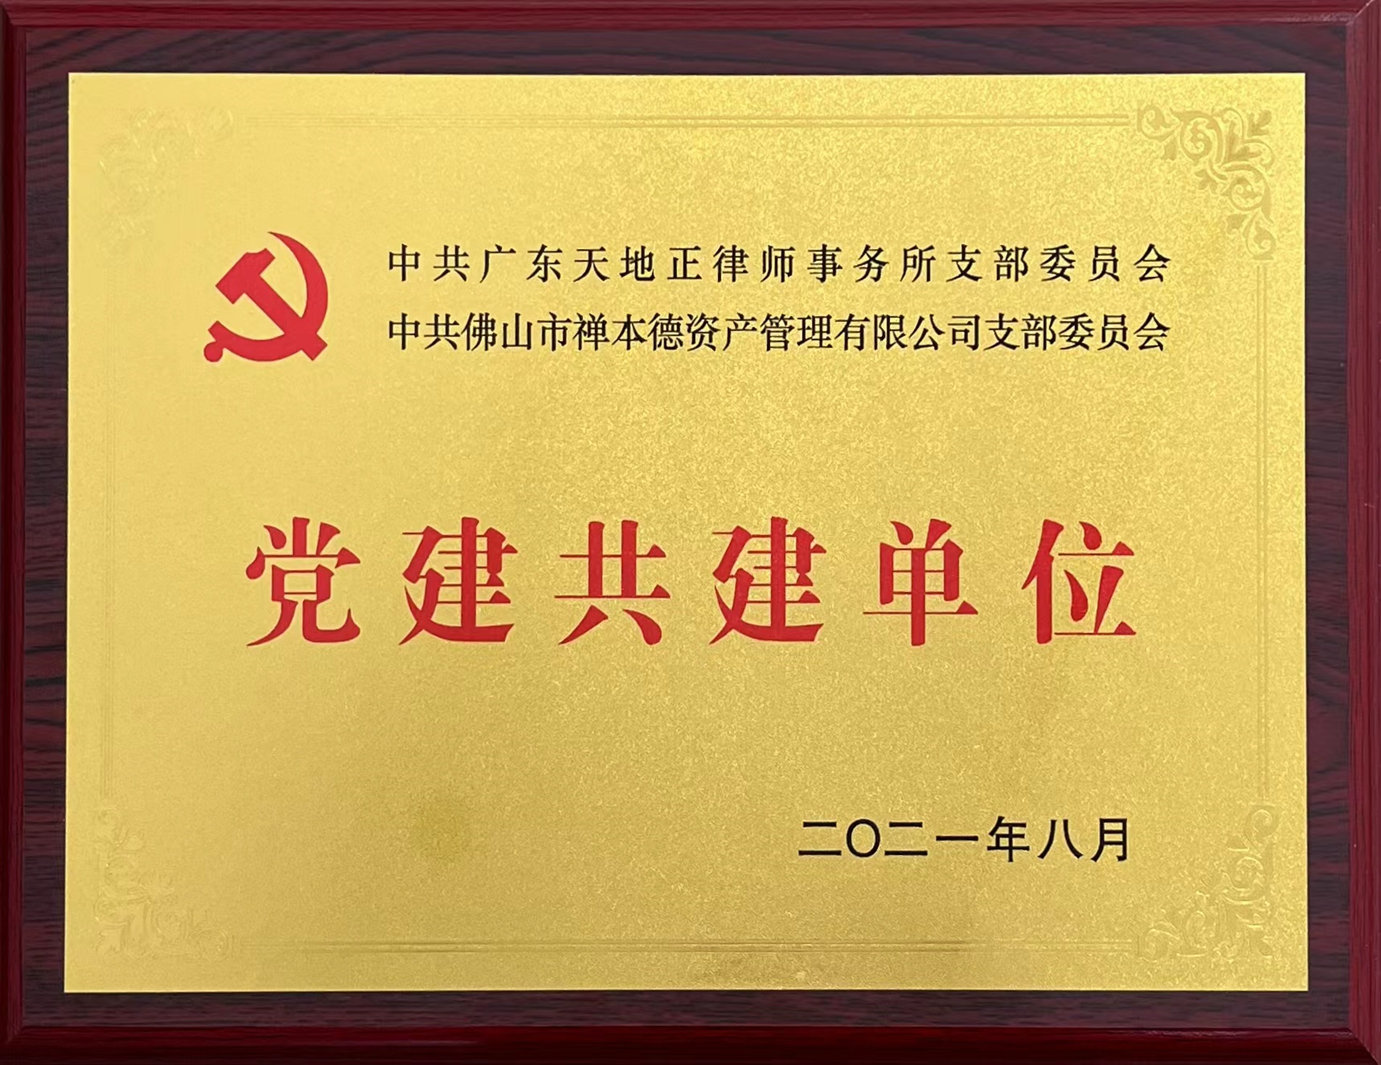 中共广东天地正律师事务所支部委员会
中共佛山市禅本德资产管理有限公司支部委员会
党建共建单位
二〇二一年八月